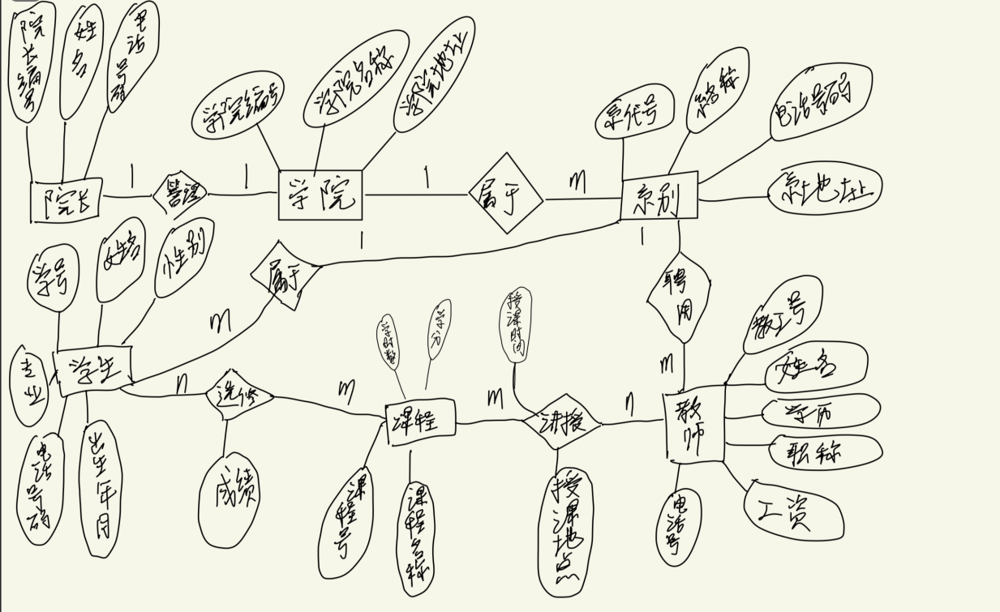 院长编号
姓名
电话号码
学院编号
学院名称
学院地址
系代号
系名称
电话号码
系地址
院长
1
管理
1
学院
1
属于
m
系别
学号
姓名
性别
1
属于
1
聘用
m
学时数
学分
授课时间
教工号
专业
学生
n
选修
m
课程
m
讲授
n
m
教师
姓名
学历
职称
工资
电话号码
出生年月
成绩
课程号
课程名称
授课地点
电话号